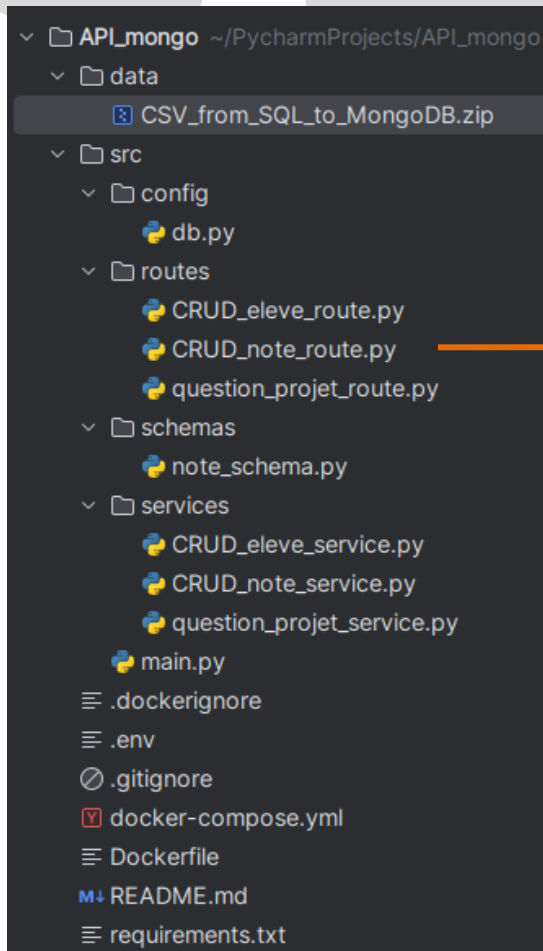 API_mongo ~/PycharmProjects/API_mongo
data
CSV_from_SQL_to_MongoDB.zip
src
config
db.py
routes
CRUD_eleve_route.py
CRUD_note_route.py
question_projet_route.py
schemas
note_schema.py
services
CRUD_eleve_service.py
CRUD_note_service.py
question_projet_service.py
main.py
.dockerignore
.env
.gitignore
Y docker-compose.yml
Dockerfile
M↓ README.md
requirements.txt